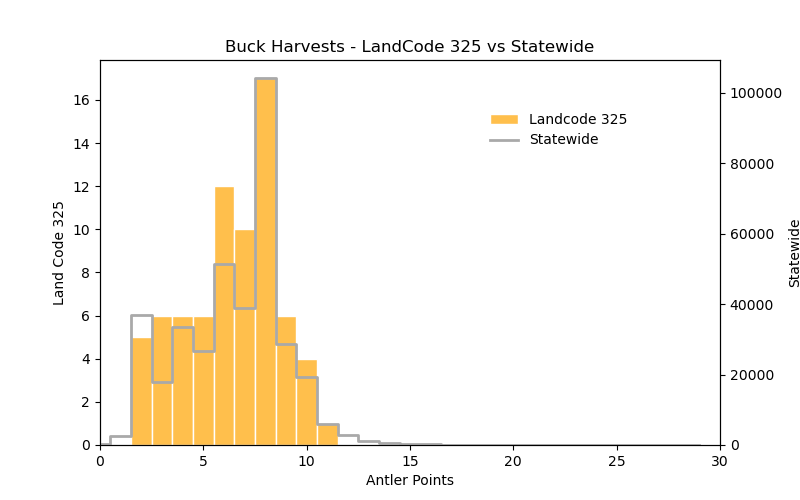 Buck Harvests - LandCode 325 vs Statewide
Landcode 325
Statewide
Land Code 325
16
14
12
10
8
6
4
2
0
100000
80000
60000
40000
20000
0
Statewide
0 5 10 15 20 25 30
Antler Points